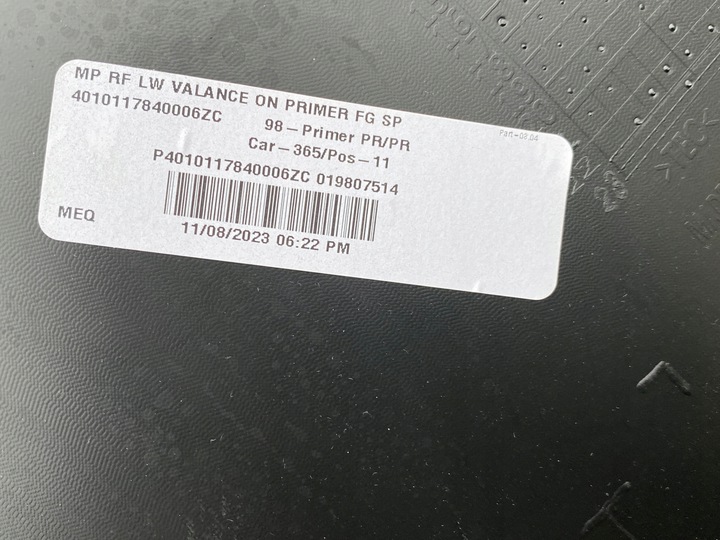 MP RF LW VALANCE ON PRIMER FG SP
4010117840006ZC 98-Primer PR/PR
Part-03.04
Car-365/Pos-11
P4010117840006ZC 019807514
MEQ
11/08/2023 06:22 PM